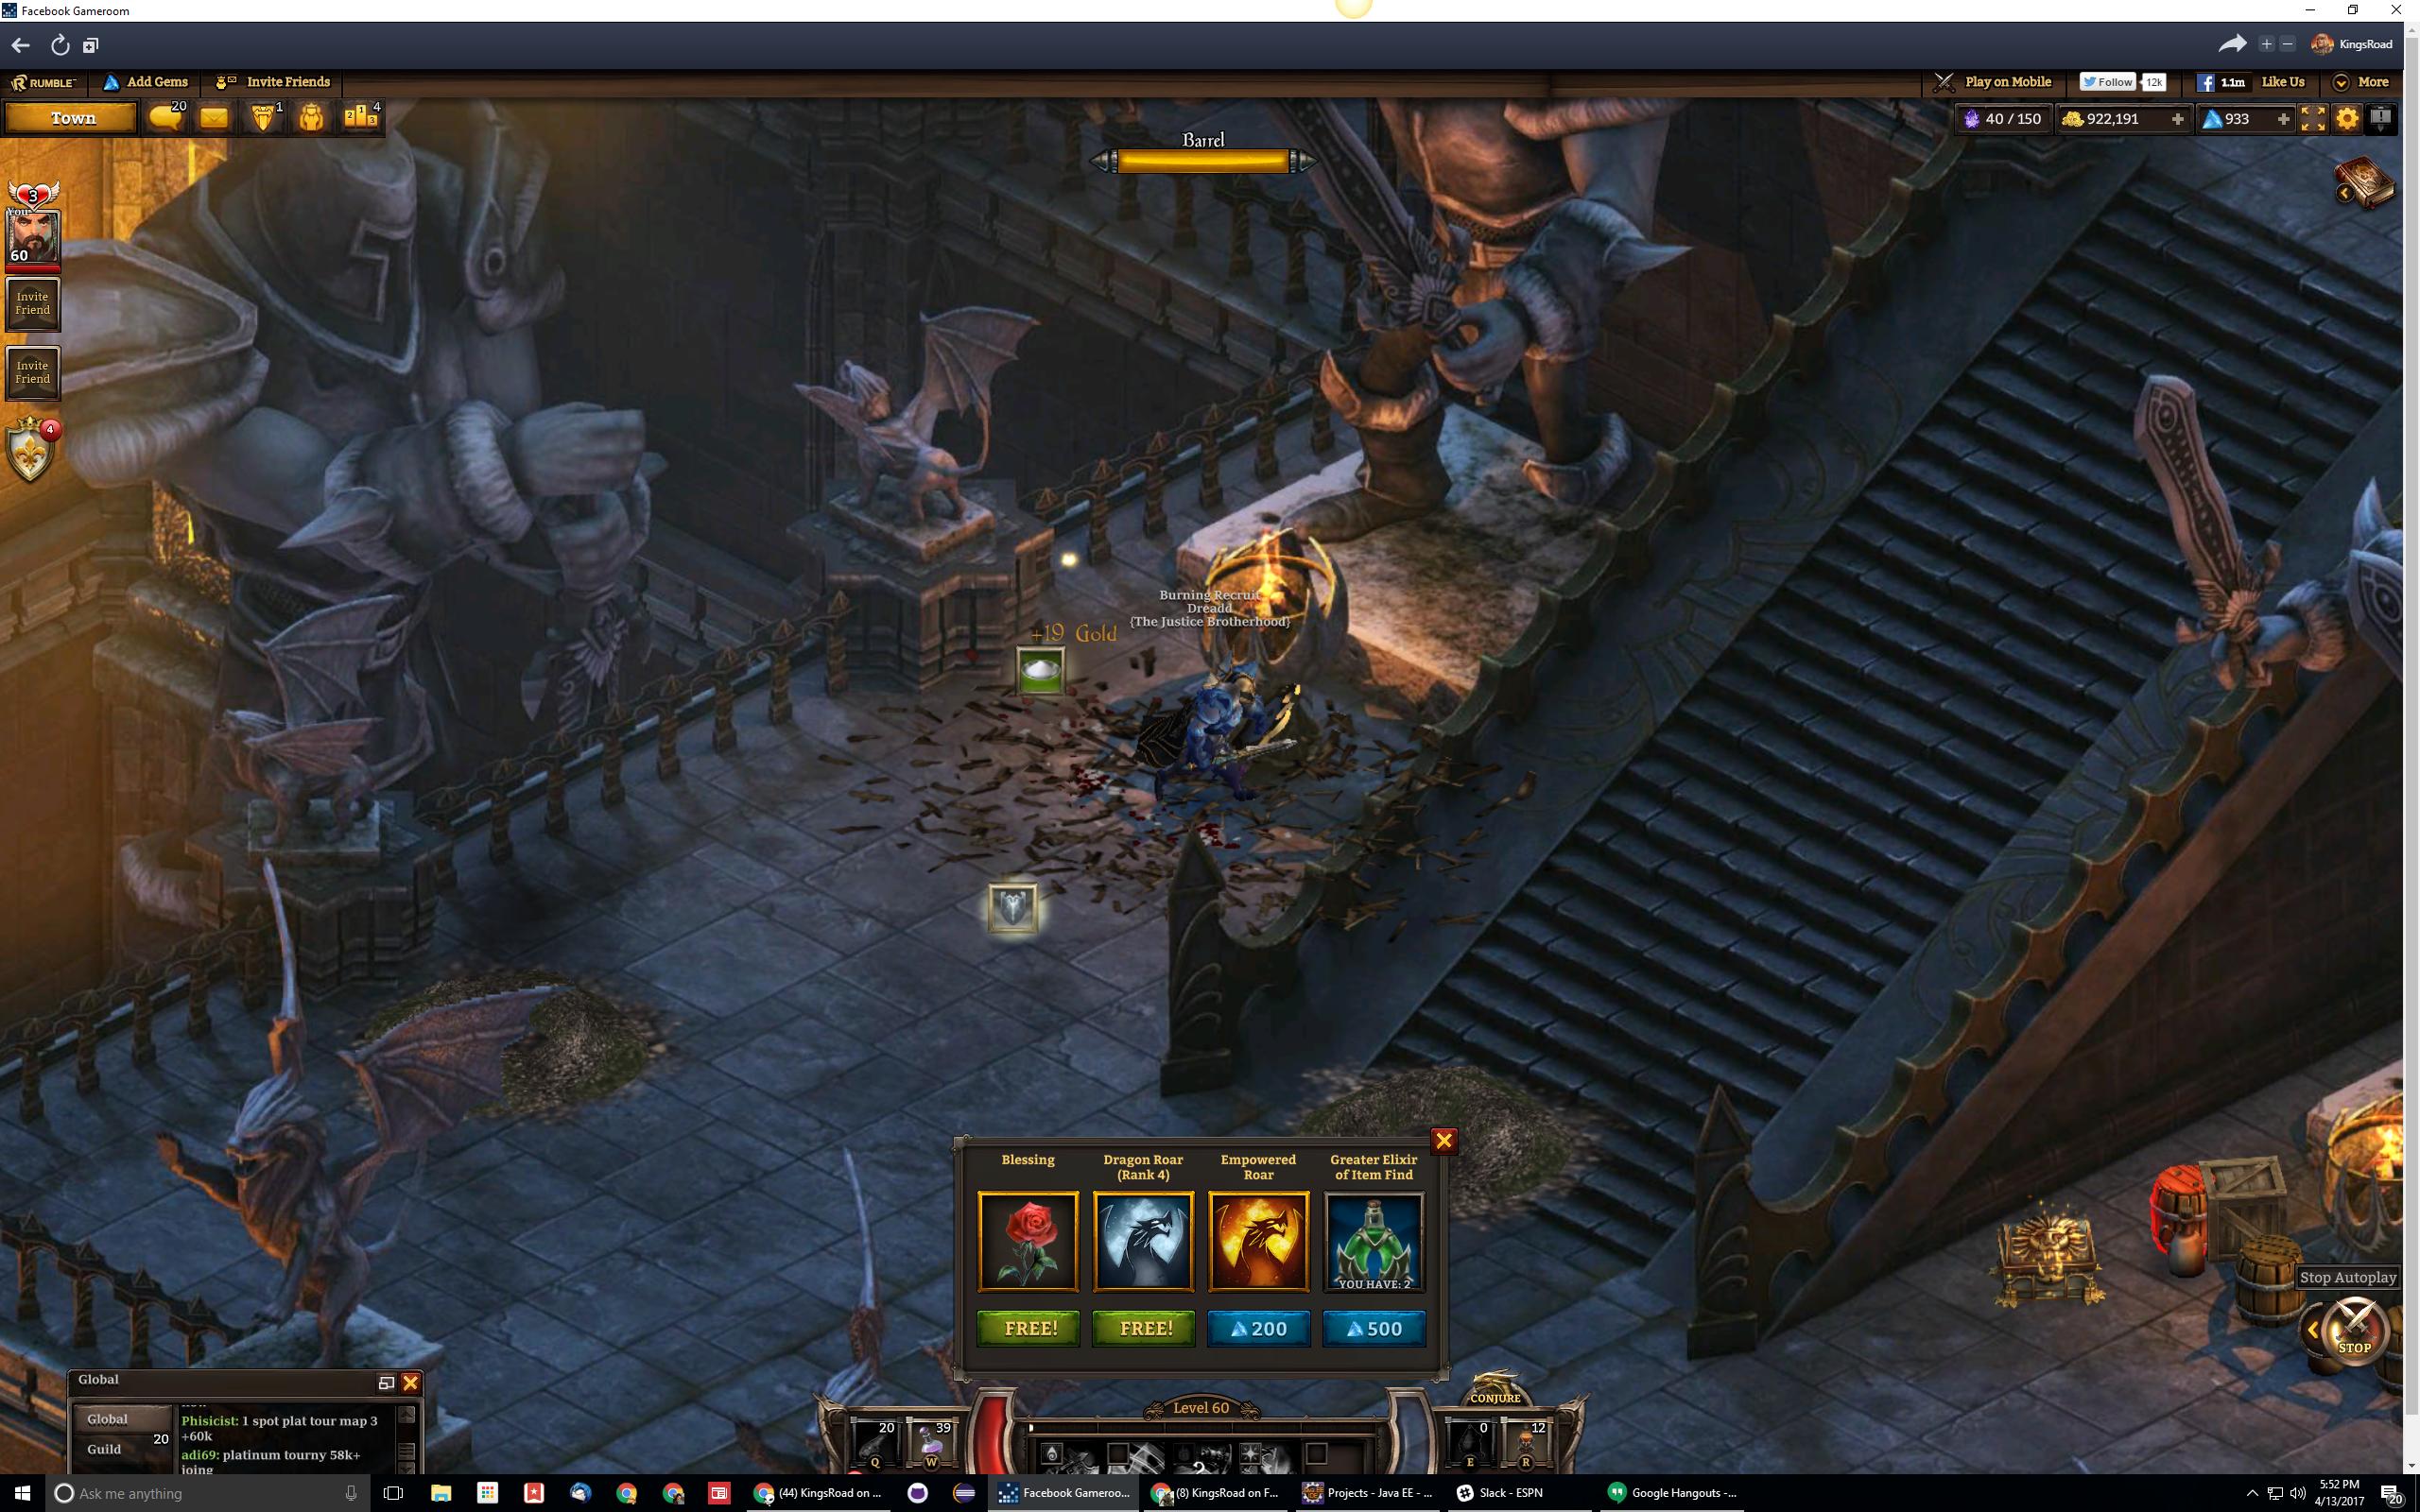 Facebook Gameroom
KingsRoad
RUMBLE
Add Gems
Invite Friends
Play on Mobile
Follow
12k
1.1m
Like Us
More
Town
20
1
4
40 / 150
922,191
933
Barrel
3
You
60
Invite
Friend
Invite
Friend
4
Burning Recruit
Dreadd
{The Justice Brotherhood}
+19 Gold
Blessing
Dragon Roar
(Rank 4)
Empowered
Roar
Greater Elixir
of Item Find
YOU HAVE: 2
FREE!
FREE!
200
500
Stop Autoplay
STOP
Global
Global
20
Guild
Phisicist: 1 spot plat tour map 3
+60k
adi69: platinum tourny 58k+
joing
Level 60
CONJURE
20
39
0
12
Q
W
E
R
Ask me anything
(44) KingsRoad on ...
Facebook Gameroo...
(8) KingsRoad on F...
Projects - Java EE - ...
Slack - ESPN
Google Hangouts -...
5:52 PM
4/13/2017
20